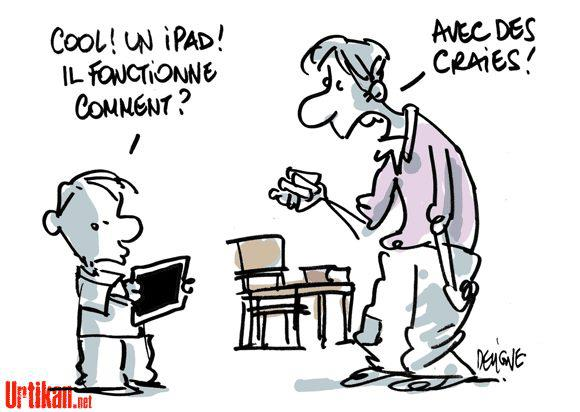 COOL! UN iPAD!
IL FONCTIONNE
COMMENT?
AVEC DES
CRAIES!
DELIGNE
Urtikan.net